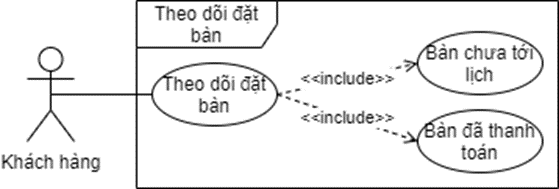 Theo dõi đặt
bàn
Bàn chưa tới
lịch
<<include>>
Theo dõi đặt
bàn
<<include>>
Bàn đã thanh
toán
Khách hàng